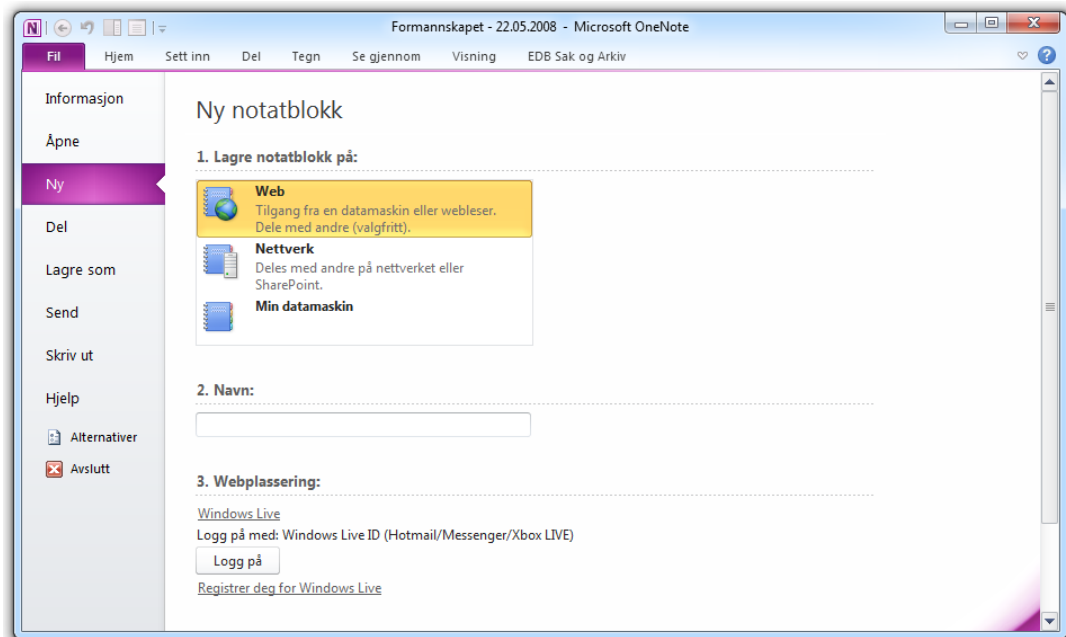 Formannskapet - 22.05.2008 - Microsoft OneNote
Fil Hjem Sett inn Del Tegn Se gjennom Visning EDB Sak og Arkiv
Informasjon
Åpne
Ny
Del
Lagre som
Send
Skriv ut
Hjelp
Alternativer
Avslutt
Ny notatblokk
1. Lagre notatblokk på:
Web
Tilgang fra en datamaskin eller webleser.
Dele med andre (valgfritt).
Nettverk
Deles med andre på nettverket eller
SharePoint.
Min datamaskin
2. Navn:
3. Webplassering:
Windows Live
Logg på med: Windows Live ID (Hotmail/Messenger/Xbox LIVE)
Logg på
Registrer deg for Windows Live